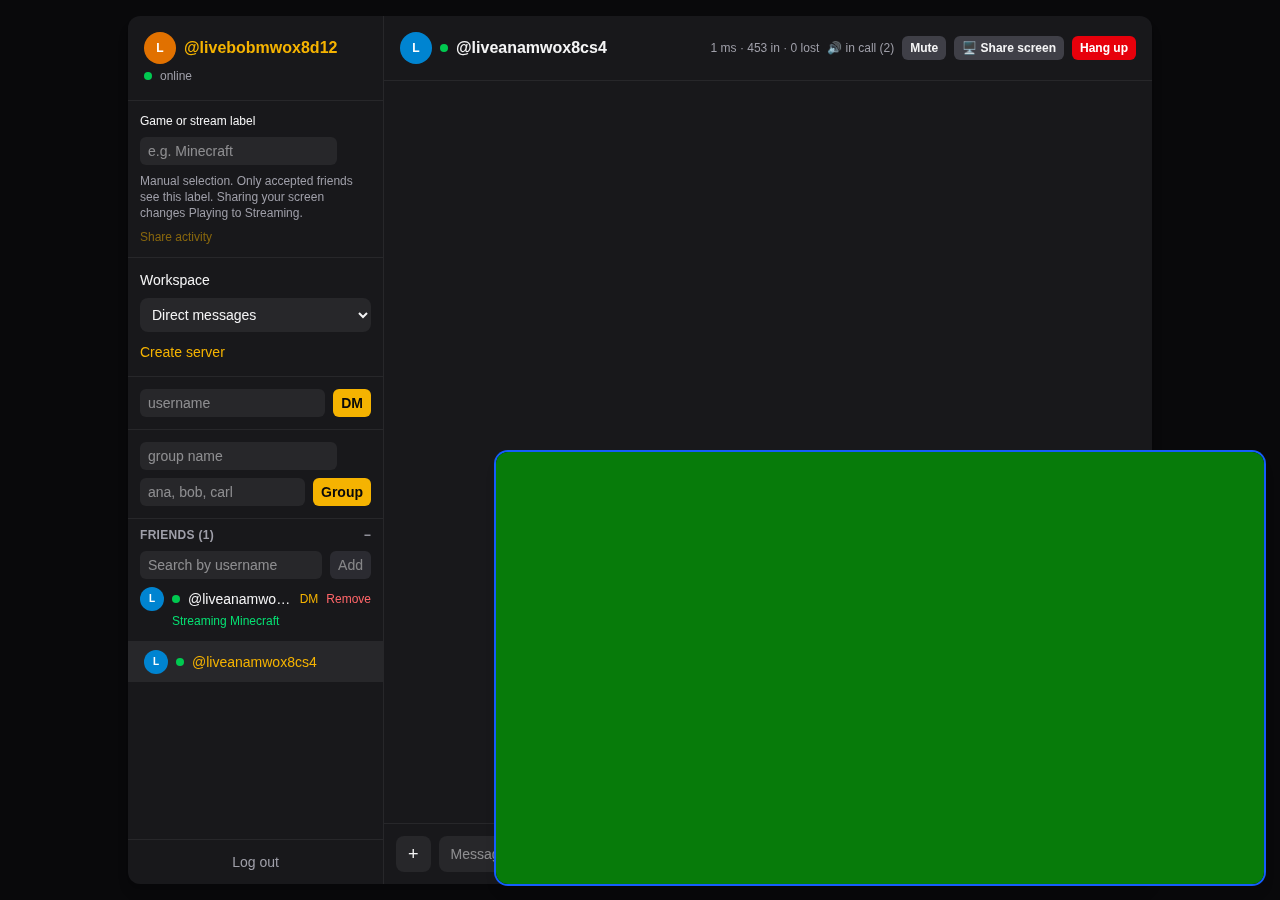 L @livebobmwox8d12
online
Game or stream label
e.g. Minecraft
Manual selection. Only accepted friends
see this label. Sharing your screen
changes Playing to Streaming.
Share activity
Workspace
Direct messages
Create server
username DM
group name
ana, bob, carl Group
FRIENDS (1) −
Search by username Add
L @liveanamwo… DM Remove
Streaming Minecraft
L @liveanamwox8cs4
Log out
L @liveanamwox8cs4 1 ms · 453 in · 0 lost 🔊 in call (2) Mute 🖥️ Share screen Hang up
+